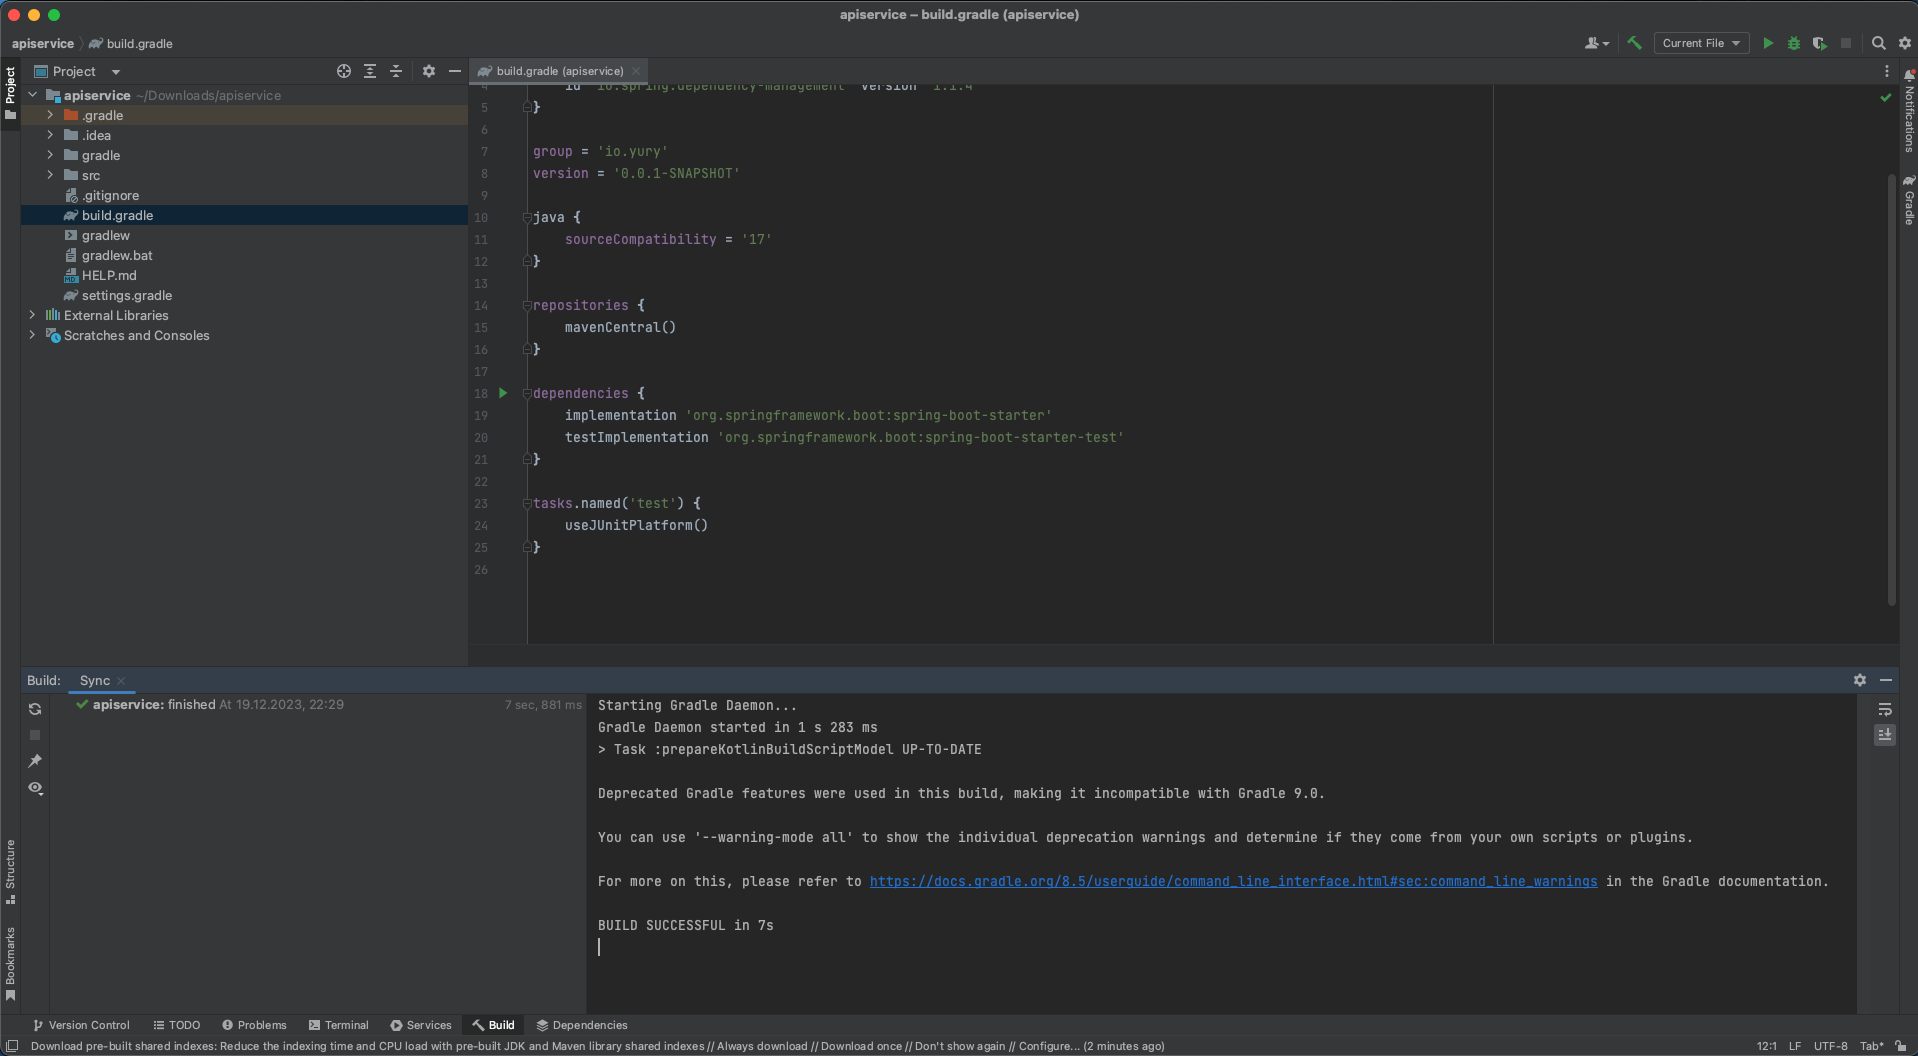 apiservice – build.gradle (apiservice)
apiservice build.gradle
Current File
Project
Project
build.gradle (apiservice)
apiservice ~/Downloads/apiservice
.gradle
.idea
gradle
src
.gitignore
build.gradle
gradlew
gradlew.bat
HELP.md
settings.gradle
External Libraries
Scratches and Consoles
4 id 'io.spring.dependency-management' version '1.1.4'
5 }
6
7 group = 'io.yury'
8 version = '0.0.1-SNAPSHOT'
9
10 java {
11 sourceCompatibility = '17'
12 }
13
14 repositories {
15 mavenCentral()
16 }
17
18 dependencies {
19 implementation 'org.springframework.boot:spring-boot-starter'
20 testImplementation 'org.springframework.boot:spring-boot-starter-test'
21 }
22
23 tasks.named('test') {
24 useJUnitPlatform()
25 }
26
Notifications
Gradle
Build: Sync
apiservice: finished At 19.12.2023, 22:29 7 sec, 881 ms
Starting Gradle Daemon...
Gradle Daemon started in 1 s 283 ms
> Task :prepareKotlinBuildScriptModel UP-TO-DATE
Deprecated Gradle features were used in this build, making it incompatible with Gradle 9.0.
You can use '--warning-mode all' to show the individual deprecation warnings and determine if they come from your own scripts or plugins.
For more on this, please refer to https://docs.gradle.org/8.5/userguide/command_line_interface.html#sec:command_line_warnings in the Gradle documentation.
BUILD SUCCESSFUL in 7s
Structure
Bookmarks
Version Control TODO Problems Terminal Services Build Dependencies
Download pre-built shared indexes: Reduce the indexing time and CPU load with pre-built JDK and Maven library shared indexes // Always download // Download once // Don't show again // Configure... (2 minutes ago) 12:1 LF UTF-8 Tab*